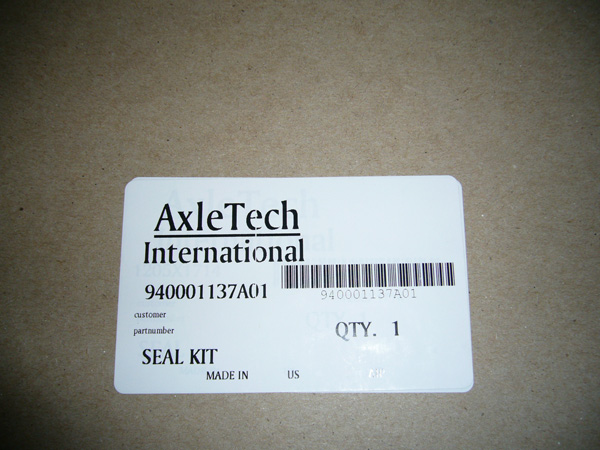 AxleTech
International
940001137A01
940001137A01
customer
partnumber
QTY. 1
SEAL KIT
MADE IN US